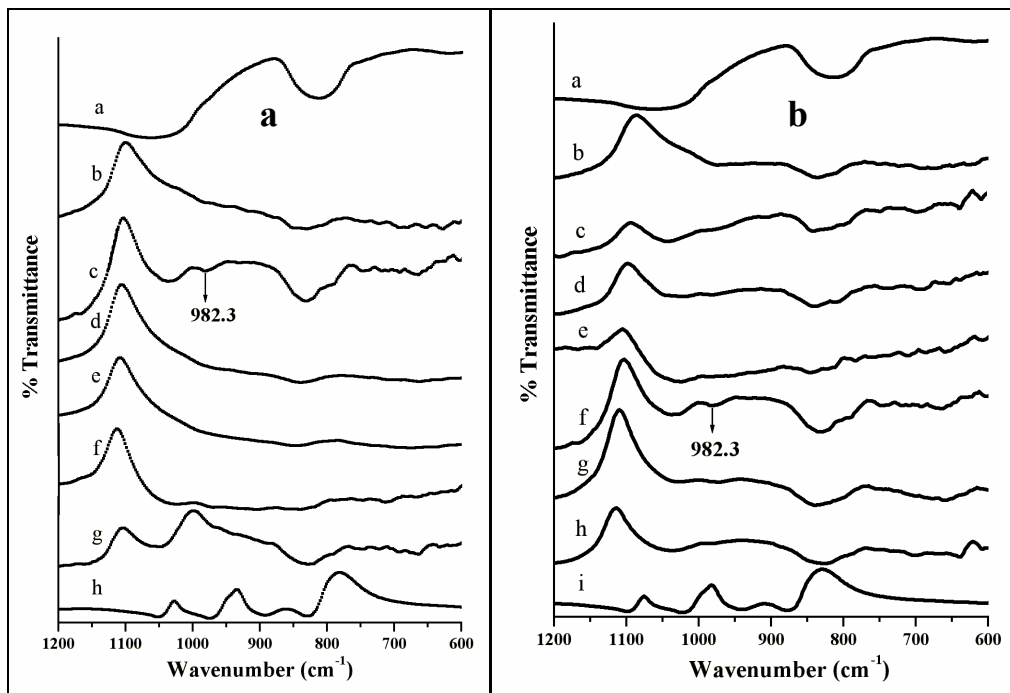 a
a
b
c
982.3
d
e
f
g
h
1200 1100 1000 900 800 700 600
Wavenumber (cm-1)
% Transmittance
a
b
b
c
d
e
f
982.3
g
h
i
1200 1100 1000 900 800 700 600
Wavenumber (cm-1)
% Transmittance